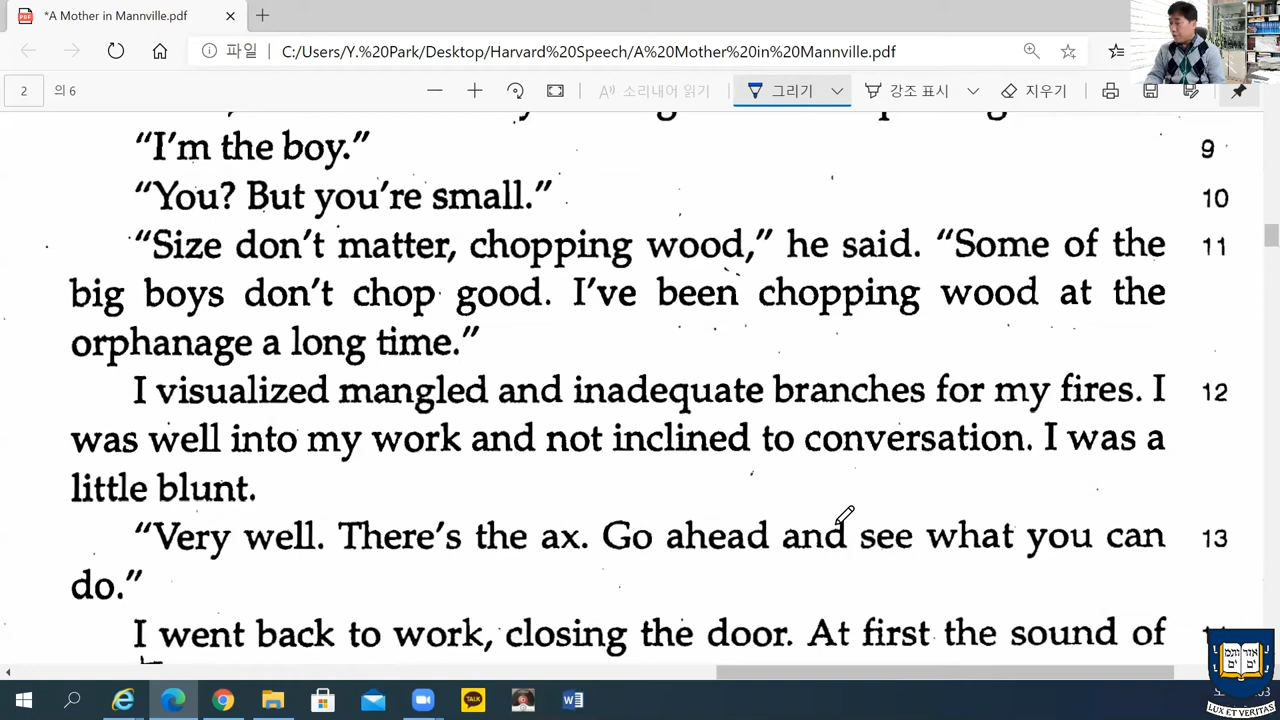 *A Mother in Mannville.pdf
파일
C:/Users/Y.%20Park/Desktop/Harvard%20Speech/A%20Mother%20in%20Mannville.pdf
2 의 6
소리내어 읽기
그리기
강조 표시
지우기
“I’m the boy.” 9
“You? But you’re small.” 10
“Size don’t matter, chopping wood,” he said. “Some of the 11
big boys don’t chop good. I’ve been chopping wood at the
orphanage a long time.”
I visualized mangled and inadequate branches for my fires. I 12
was well into my work and not inclined to conversation. I was a
little blunt.
“Very well. There’s the ax. Go ahead and see what you can 13
do.”
I went back to work, closing the door. At first the sound of
TALK
LUX ET VERITAS